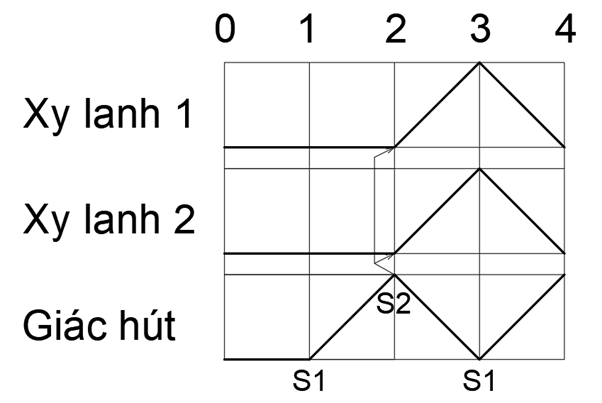 0 1 2 3 4
Xy lanh 1
Xy lanh 2
S2
Giác hút
S1 S1